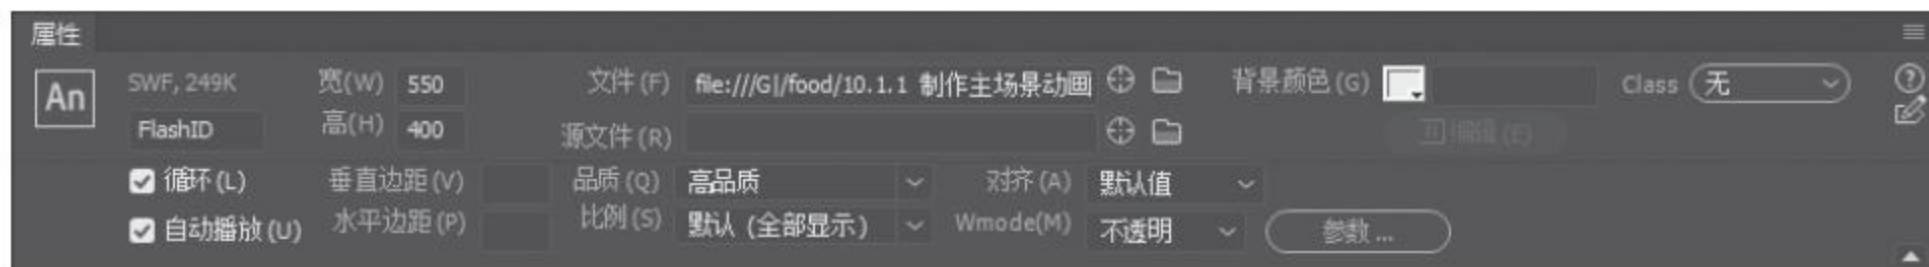 属性
An SWF, 249K 宽(W) 550 文件(F) file:///G|/food/10.1.1 制作主场景动画 背景颜色(G) Class 无
FlashID 高(H) 400 源文件(R) 编辑(E)
循环(L) 垂直边距(V) 品质(Q) 高品质 对齐(A) 默认值
自动播放(U) 水平边距(P) 比例(S) 默认 (全部显示) Wmode(M) 不透明 参数 ...